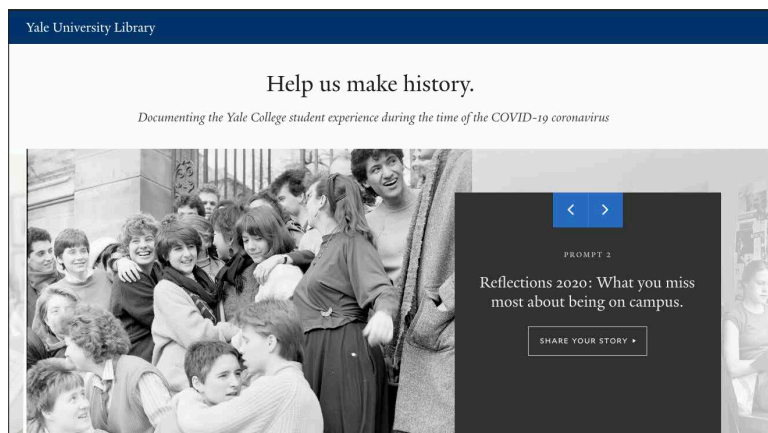 Yale University Library
Help us make history.
Documenting the Yale College student experience during the time of the COVID-19 coronavirus
PROMPT 2
Reflections 2020: What you miss
most about being on campus.
SHARE YOUR STORY